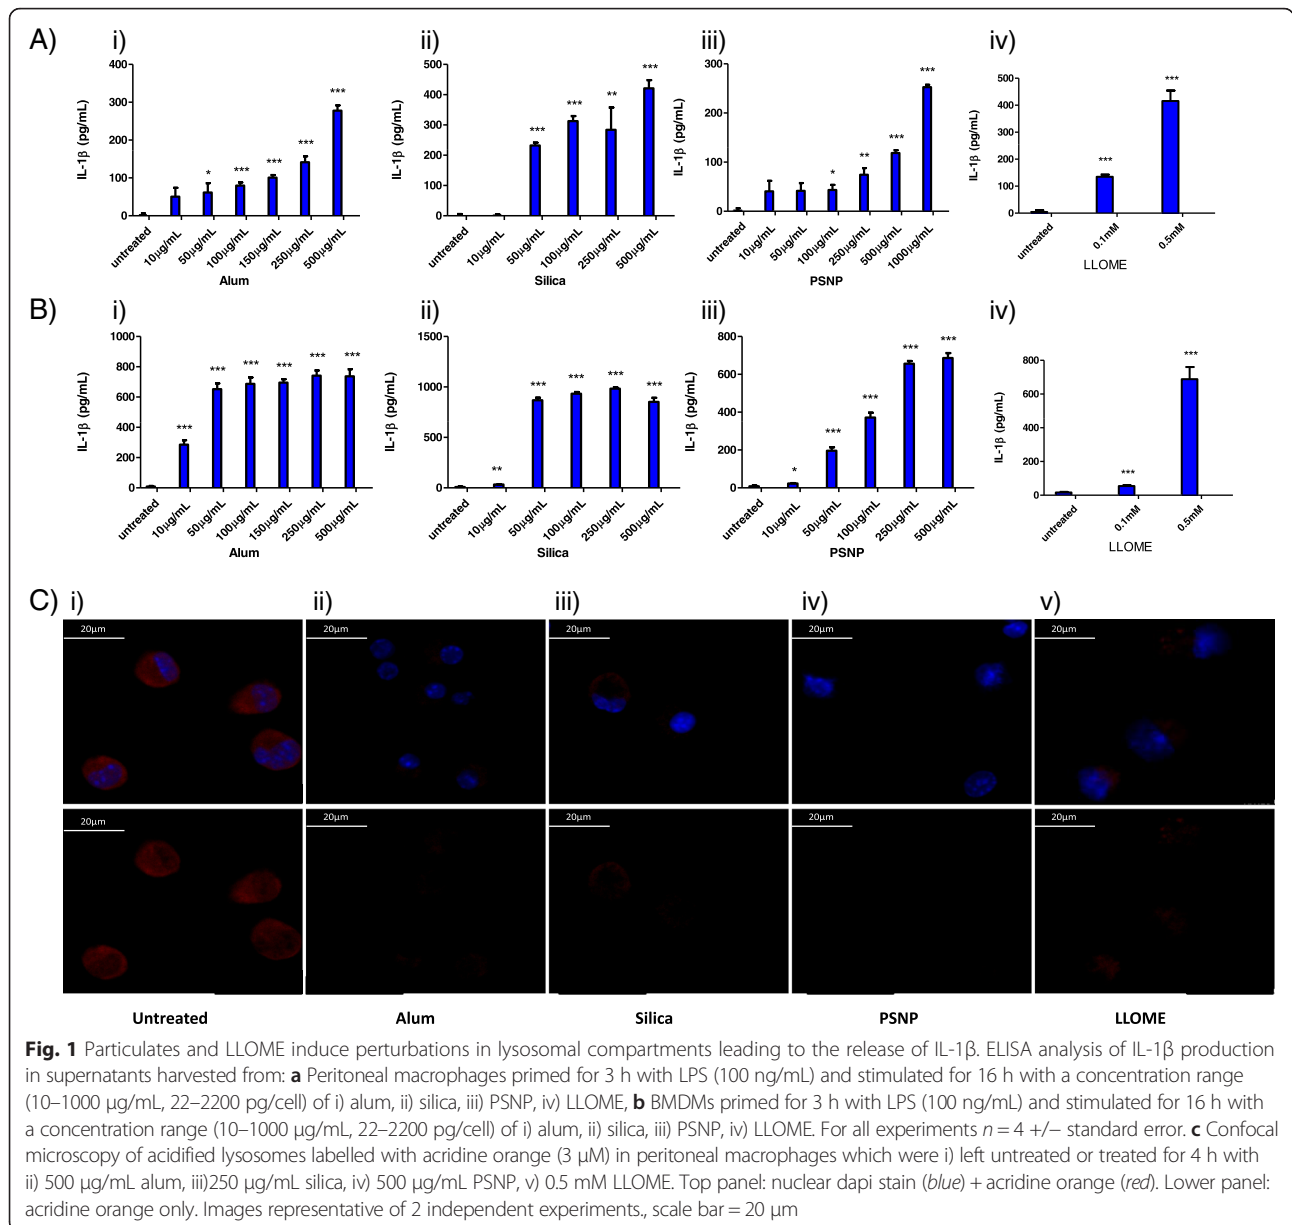 A)
i)
ii)
iii)
iv)
IL-1β (pg/mL)
400
300
200
100
0
*
***
***
***
***
untreated
10µg/mL
50µg/mL
100µg/mL
150µg/mL
250µg/mL
500µg/mL
Alum
IL-1β (pg/mL)
500
400
300
200
100
0
***
***
**
***
untreated
10µg/mL
50µg/mL
100µg/mL
250µg/mL
500µg/mL
Silica
IL-1β (pg/mL)
300
200
100
0
*
**
***
***
untreated
10µg/mL
50µg/mL
100µg/mL
250µg/mL
500µg/mL
1000µg/mL
PSNP
IL-1β (pg/mL)
500
400
300
200
100
0
***
***
untreated
0.1mM
0.5mM
LLOME
B)
i)
ii)
iii)
iv)
IL-1β (pg/mL)
1000
800
600
400
200
0
***
***
***
***
***
***
untreated
10µg/mL
50µg/mL
100µg/mL
150µg/mL
250µg/mL
500µg/mL
Alum
IL-1β (pg/mL)
1500
1000
500
0
**
***
***
***
***
untreated
10µg/mL
50µg/mL
100µg/mL
250µg/mL
500µg/mL
Silica
IL-1β (pg/mL)
800
600
400
200
0
*
***
***
***
***
untreated
10µg/mL
50µg/mL
100µg/mL
250µg/mL
500µg/mL
PSNP
IL-1β (pg/mL)
800
600
400
200
0
***
***
untreated
0.1mM
0.5mM
LLOME
C)
i)
ii)
iii)
iv)
v)
20µm
20µm
20µm
20µm
20µm
20µm
20µm
20µm
20µm
20µm
Untreated
Alum
Silica
PSNP
LLOME
Fig. 1 Particulates and LLOME induce perturbations in lysosomal compartments leading to the release of IL-1β. ELISA analysis of IL-1β production
in supernatants harvested from: a Peritoneal macrophages primed for 3 h with LPS (100 ng/mL) and stimulated for 16 h with a concentration range
(10–1000 µg/mL, 22–2200 pg/cell) of i) alum, ii) silica, iii) PSNP, iv) LLOME, b BMDMs primed for 3 h with LPS (100 ng/mL) and stimulated for 16 h with
a concentration range (10–1000 µg/mL, 22–2200 pg/cell) of i) alum, ii) silica, iii) PSNP, iv) LLOME. For all experiments n = 4 +/− standard error. c Confocal
microscopy of acidified lysosomes labelled with acridine orange (3 µM) in peritoneal macrophages which were i) left untreated or treated for 4 h with
ii) 500 µg/mL alum, iii)250 µg/mL silica, iv) 500 µg/mL PSNP, v) 0.5 mM LLOME. Top panel: nuclear dapi stain (blue) + acridine orange (red). Lower panel:
acridine orange only. Images representative of 2 independent experiments., scale bar = 20 µm